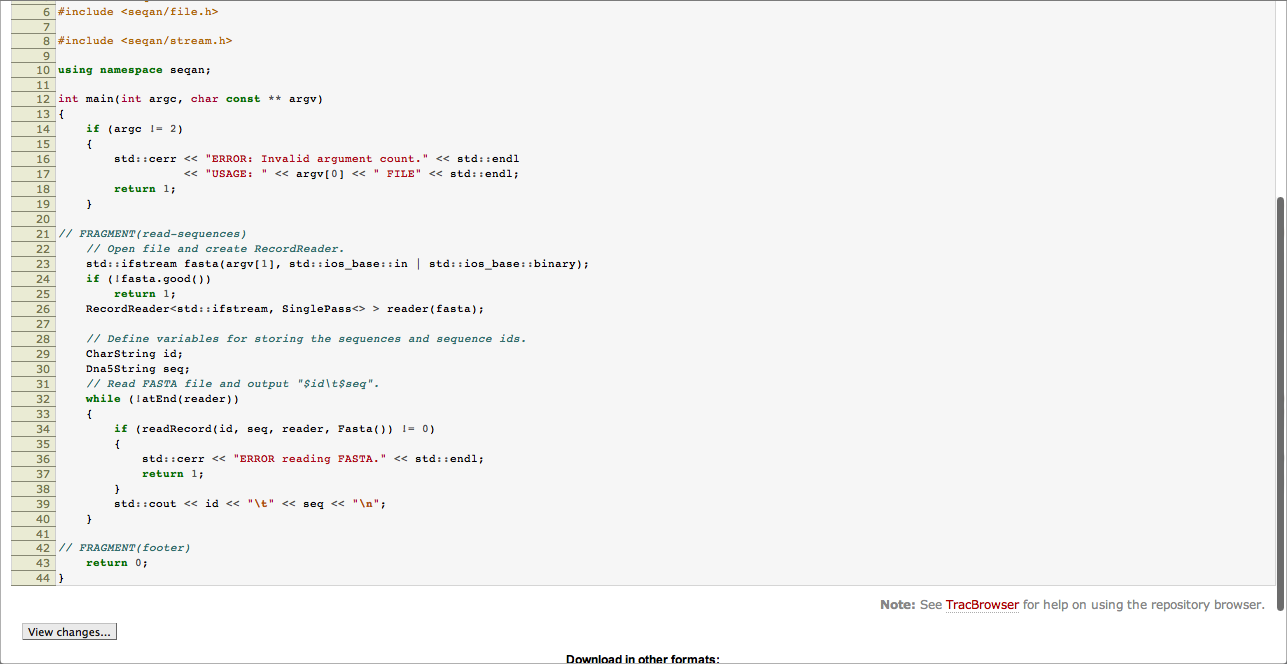 6 #include <seqan/file.h>
7
8 #include <seqan/stream.h>
9
10 using namespace seqan;
11
12 int main(int argc, char const ** argv)
13 {
14     if (argc != 2)
15     {
16         std::cerr << "ERROR: Invalid argument count." << std::endl
17                   << "USAGE: " << argv[0] << " FILE" << std::endl;
18         return 1;
19     }
20
21 // FRAGMENT(read-sequences)
22     // Open file and create RecordReader.
23     std::ifstream fasta(argv[1], std::ios_base::in | std::ios_base::binary);
24     if (!fasta.good())
25         return 1;
26     RecordReader<std::ifstream, SinglePass<> > reader(fasta);
27
28     // Define variables for storing the sequences and sequence ids.
29     CharString id;
30     Dna5String seq;
31     // Read FASTA file and output "$id\t$seq".
32     while (!atEnd(reader))
33     {
34         if (readRecord(id, seq, reader, Fasta()) != 0)
35         {
36             std::cerr << "ERROR reading FASTA." << std::endl;
37             return 1;
38         }
39         std::cout << id << "\t" << seq << "\n";
40     }
41
42 // FRAGMENT(footer)
43     return 0;
44 }
Note: See TracBrowser for help on using the repository browser.
View changes...
Download in other formats: